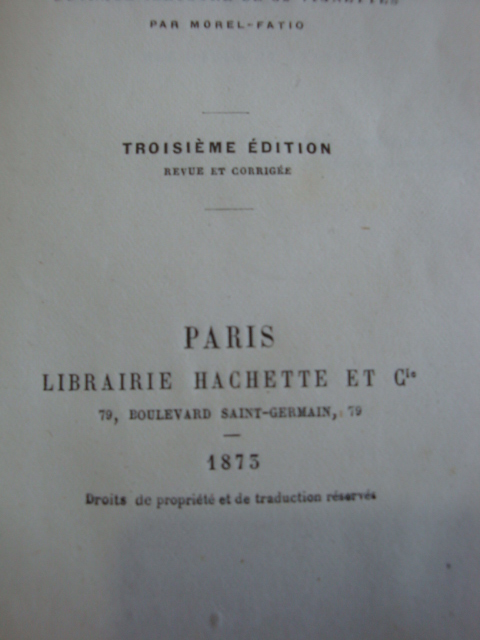 PAR MOREL-FATIO
TROISIÈME ÉDITION
REVUE ET CORRIGÉE
PARIS
LIBRAIRIE HACHETTE ET Cie
79, BOULEVARD SAINT-GERMAIN, 79
1873
Droits de propriété et de traduction réservés